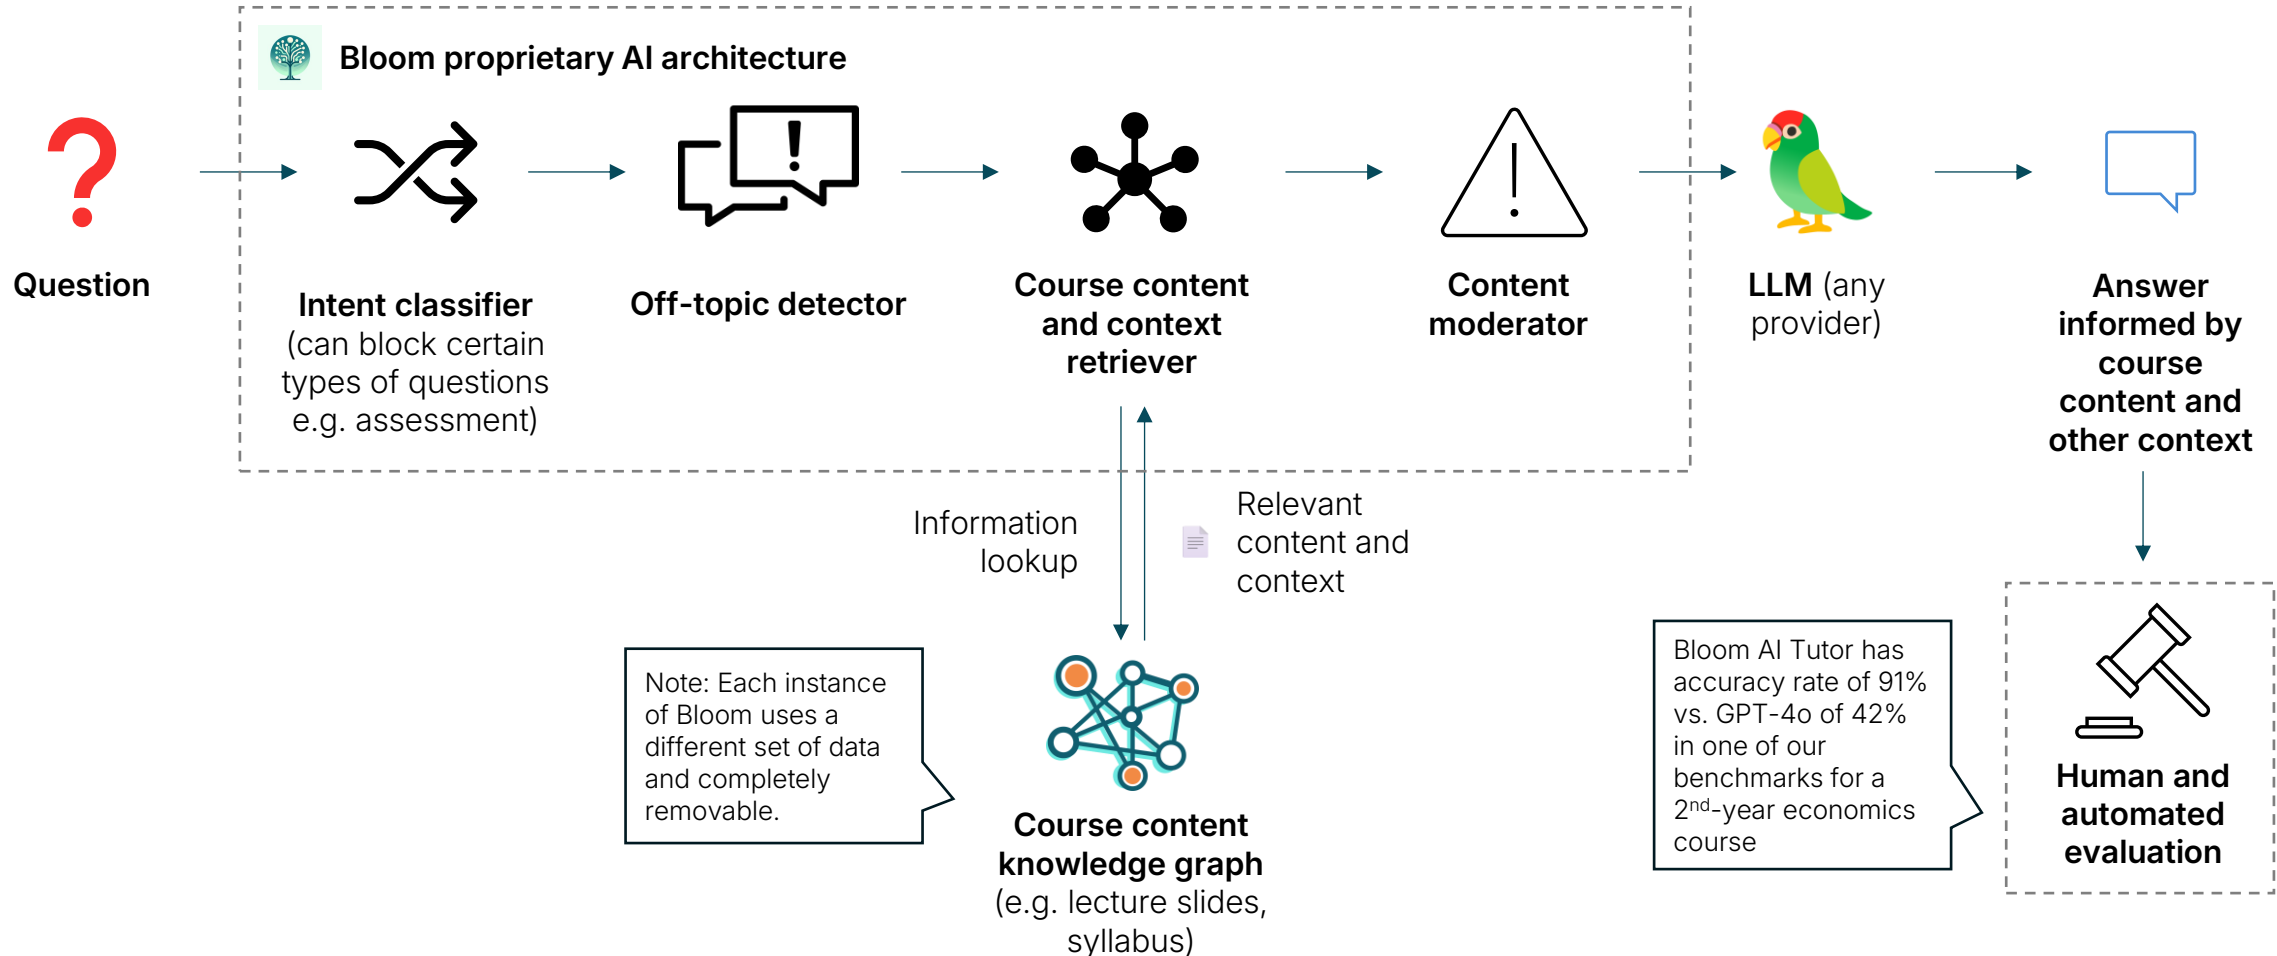 Bloom proprietary AI architecture
Question
Intent classifier
(can block certain
types of questions
e.g. assessment)
Off-topic detector
Course content
and context
retriever
Content
moderator
LLM (any
provider)
Answer
informed by
course
content and
other context
Information
lookup
Relevant
content and
context
Note: Each instance
of Bloom uses a
different set of data
and completely
removable.
Course content
knowledge graph
(e.g. lecture slides,
syllabus)
Bloom AI Tutor has
accuracy rate of 91%
vs. GPT-4o of 42%
in one of our
benchmarks for a
2nd-year economics
course
Human and
automated
evaluation